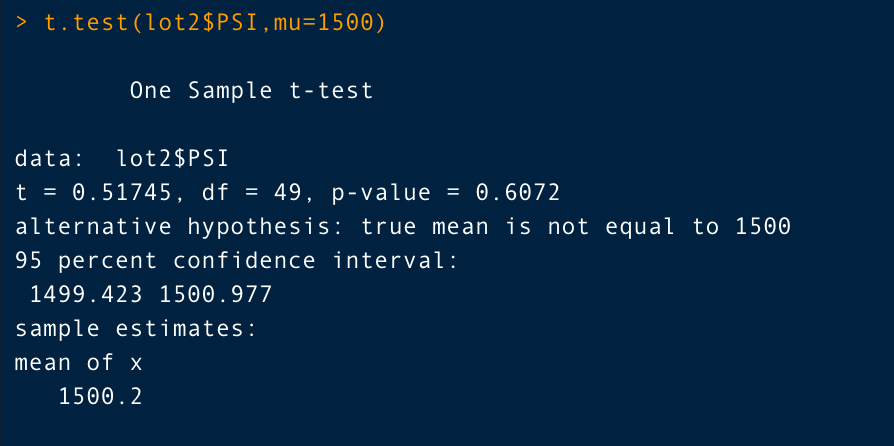 > t.test(lot2$PSI,mu=1500)
One Sample t-test
data:  lot2$PSI
t = 0.51745, df = 49, p-value = 0.6072
alternative hypothesis: true mean is not equal to 1500
95 percent confidence interval:
1499.423 1500.977
sample estimates:
mean of x
1500.2